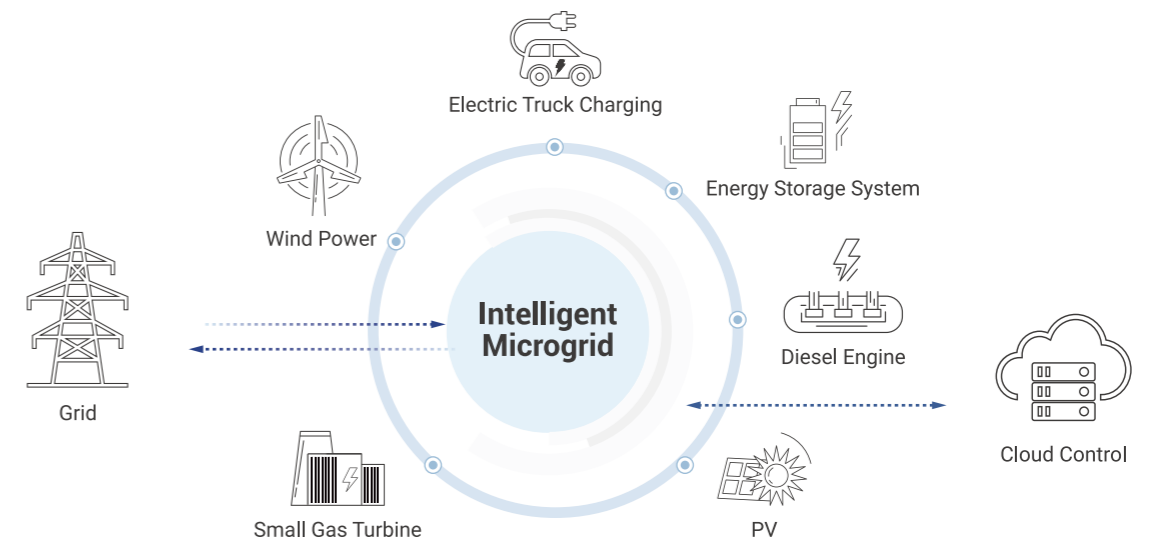 Electric Truck Charging
Energy Storage System
Wind Power
Intelligent
Microgrid
Diesel Engine
Grid
Cloud Control
Small Gas Turbine
PV